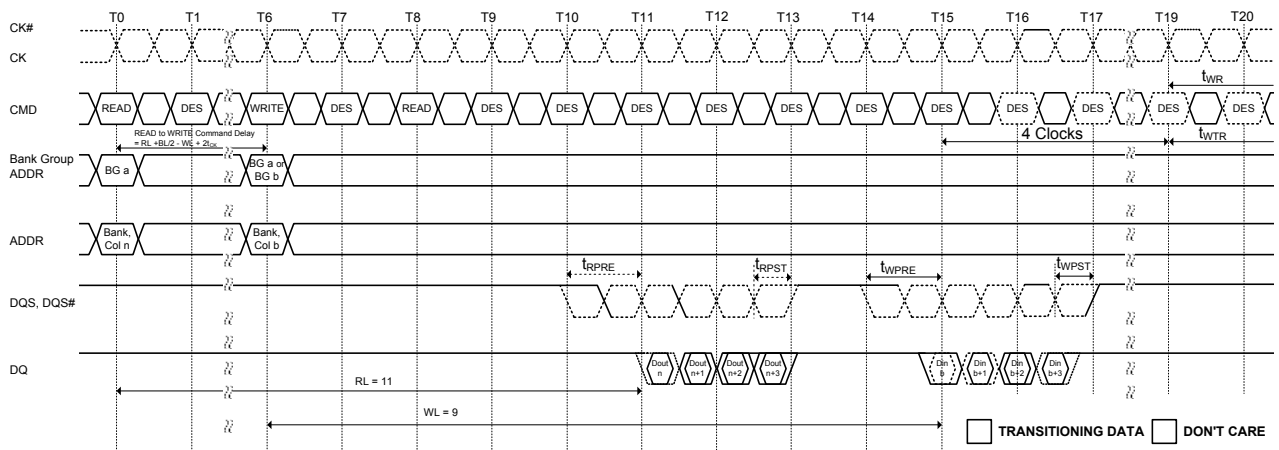 T0 T1 T6 T7 T8 T9 T10 T11 T12 T13 T14 T15 T16 T17 T18 T19 T20
CK#
CK
tWR
CMD READ DES WRITE DES READ DES DES DES DES DES DES DES DES DES DES DES
READ to WRITE Command Delay
= RL +BL/2 - WL + 2tCK
4 Clocks
tWTR
Bank Group
ADDR
BG a
BG a or
BG b
ADDR
Bank,
Col n
Bank,
Col b
tRPRE tRPST tWPRE tWPST
DQS, DQS#
DQ
Dout
n
Dout
n+1
Dout
n+2
Dout
n+3
Din
b
Din
b+1
Din
b+2
Din
b+3
RL = 11
WL = 9
TRANSITIONING DATA DON'T CARE